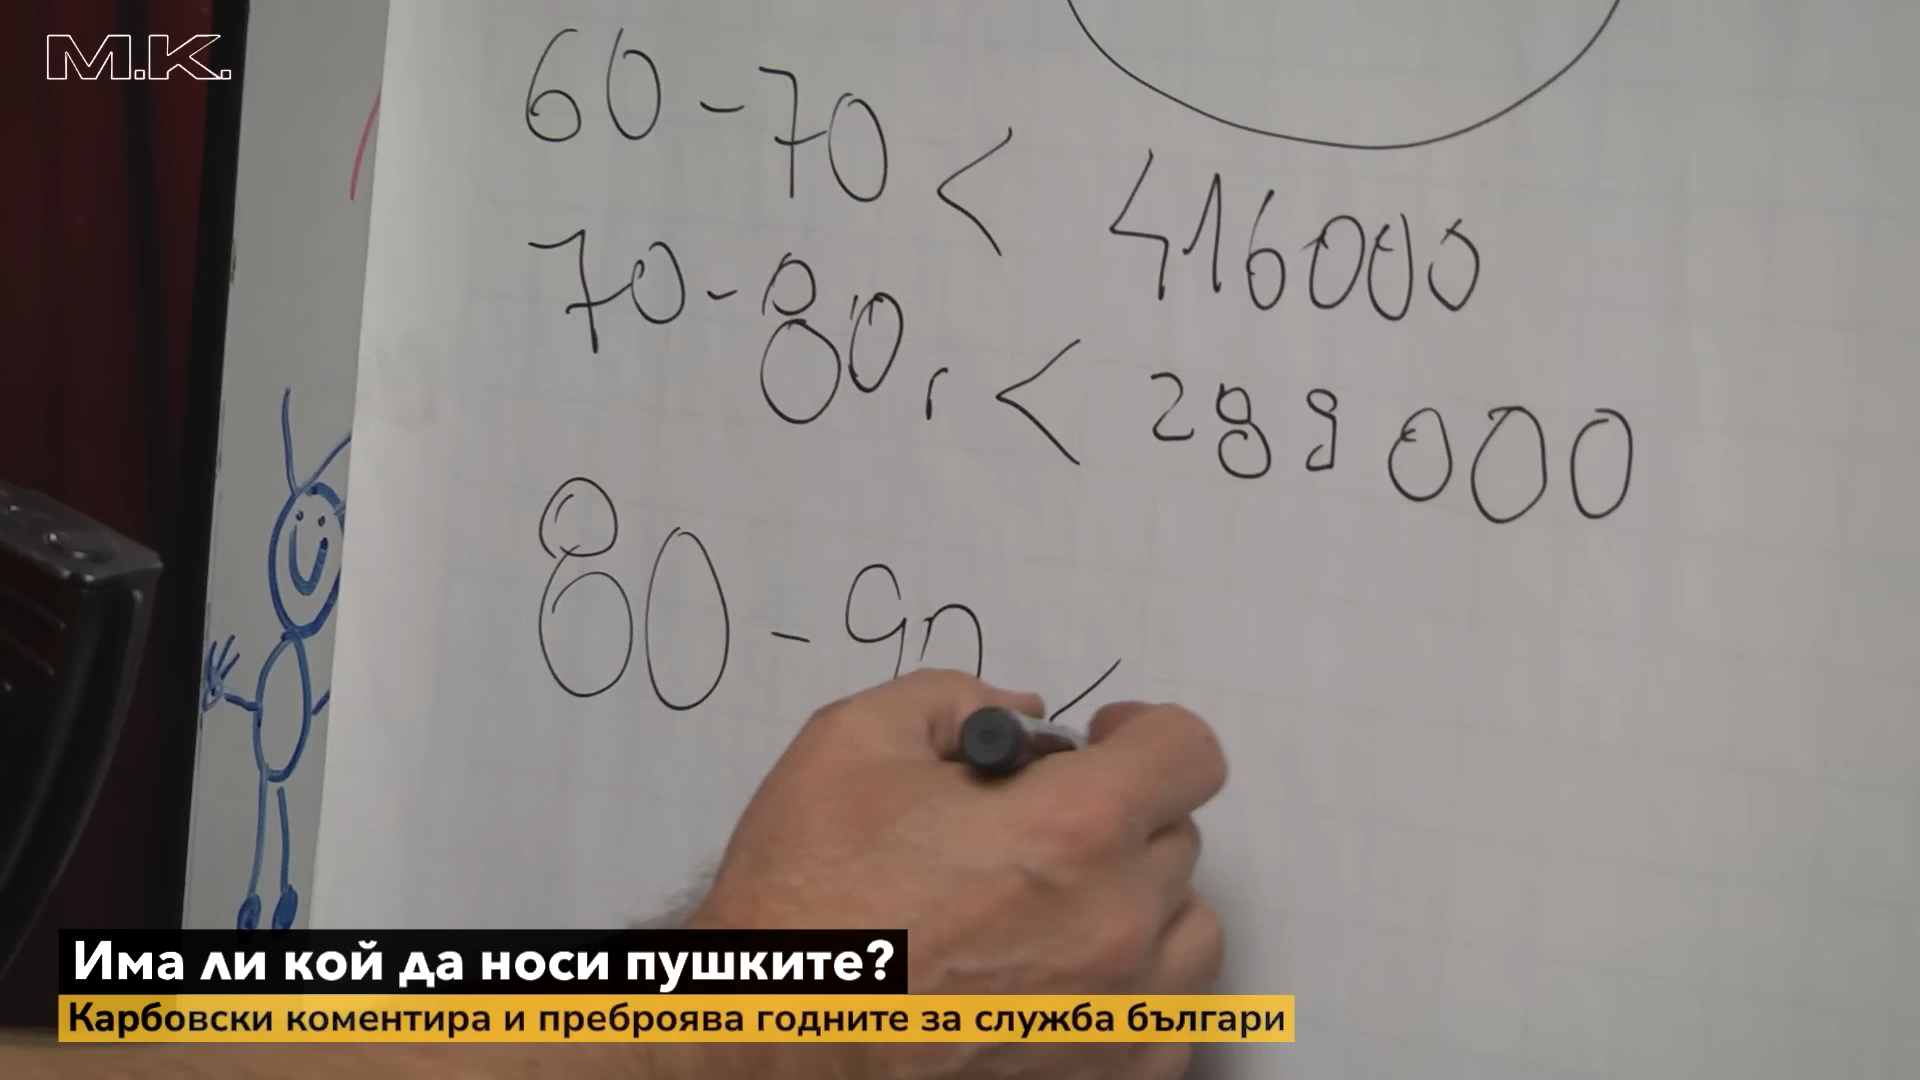 М.К.
60-70 < 416000
70-80, < 289000
80-90 <
Има ли кой да носи пушките?
Карбовски коментира и преброява годните за служба българи